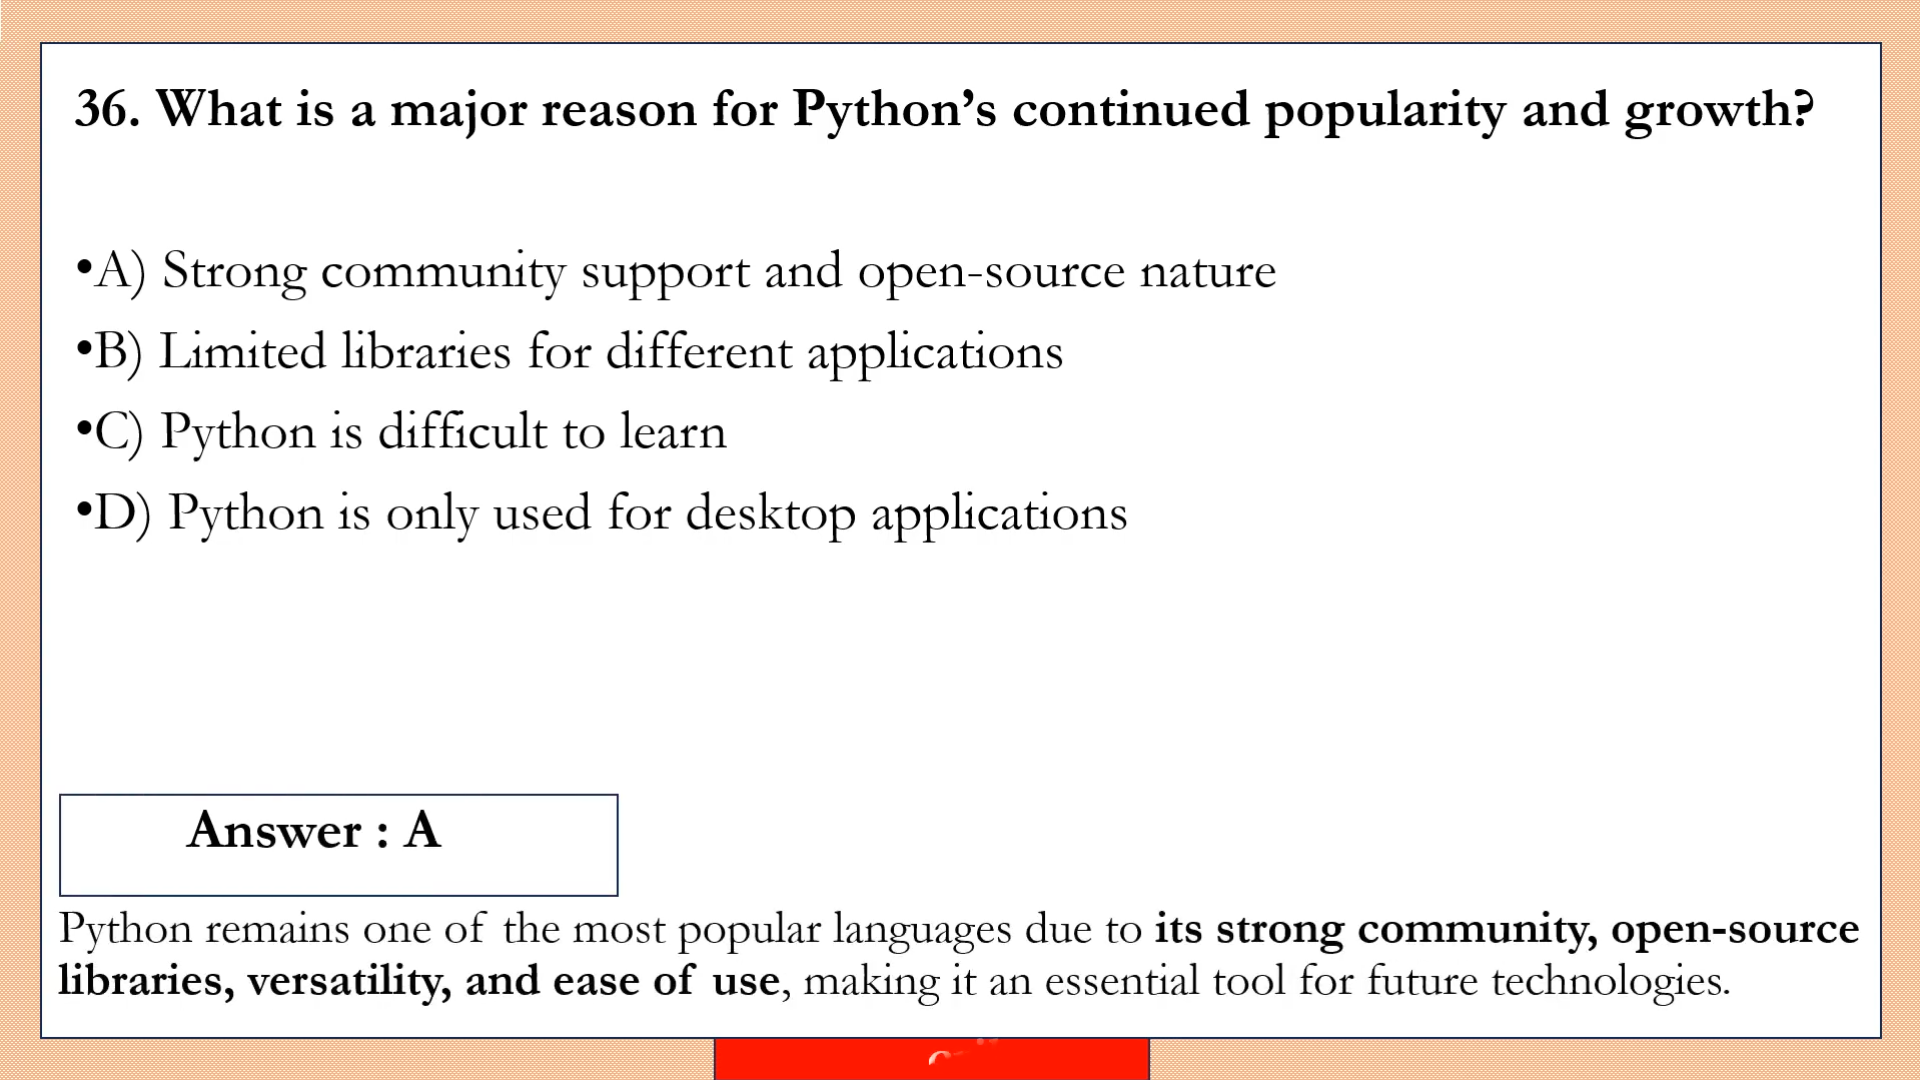 36. What is a major reason for Python’s continued popularity and growth?
•A) Strong community support and open-source nature
•B) Limited libraries for different applications
•C) Python is difficult to learn
•D) Python is only used for desktop applications
Answer : A
Python remains one of the most popular languages due to its strong community, open-source
libraries, versatility, and ease of use, making it an essential tool for future technologies.